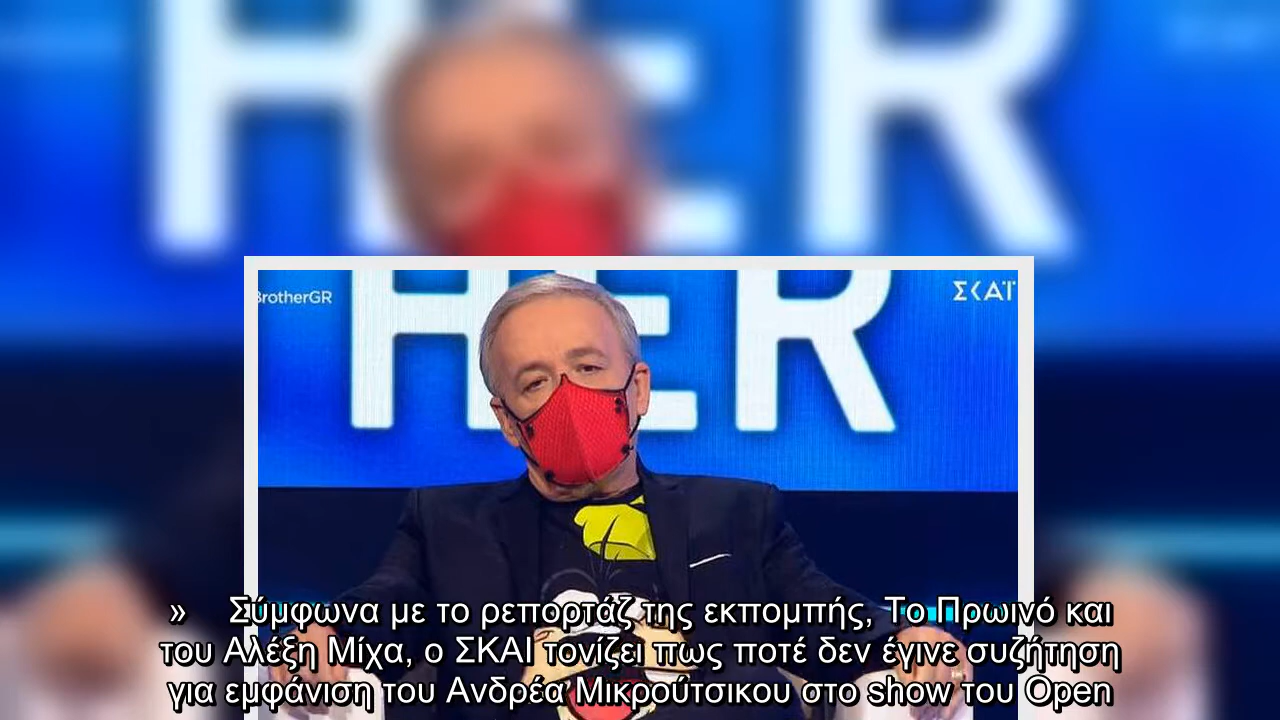 HER
BrotherGR
ΣΚΑΪ
HER
» Σύμφωνα με το ρεπορτάζ της εκπομπής, Το Πρωινό και
του Αλέξη Μίχα, ο ΣΚΑΙ τονίζει πως ποτέ δεν έγινε συζήτηση
για εμφάνιση του Ανδρέα Μικρούτσικου στο show του Open